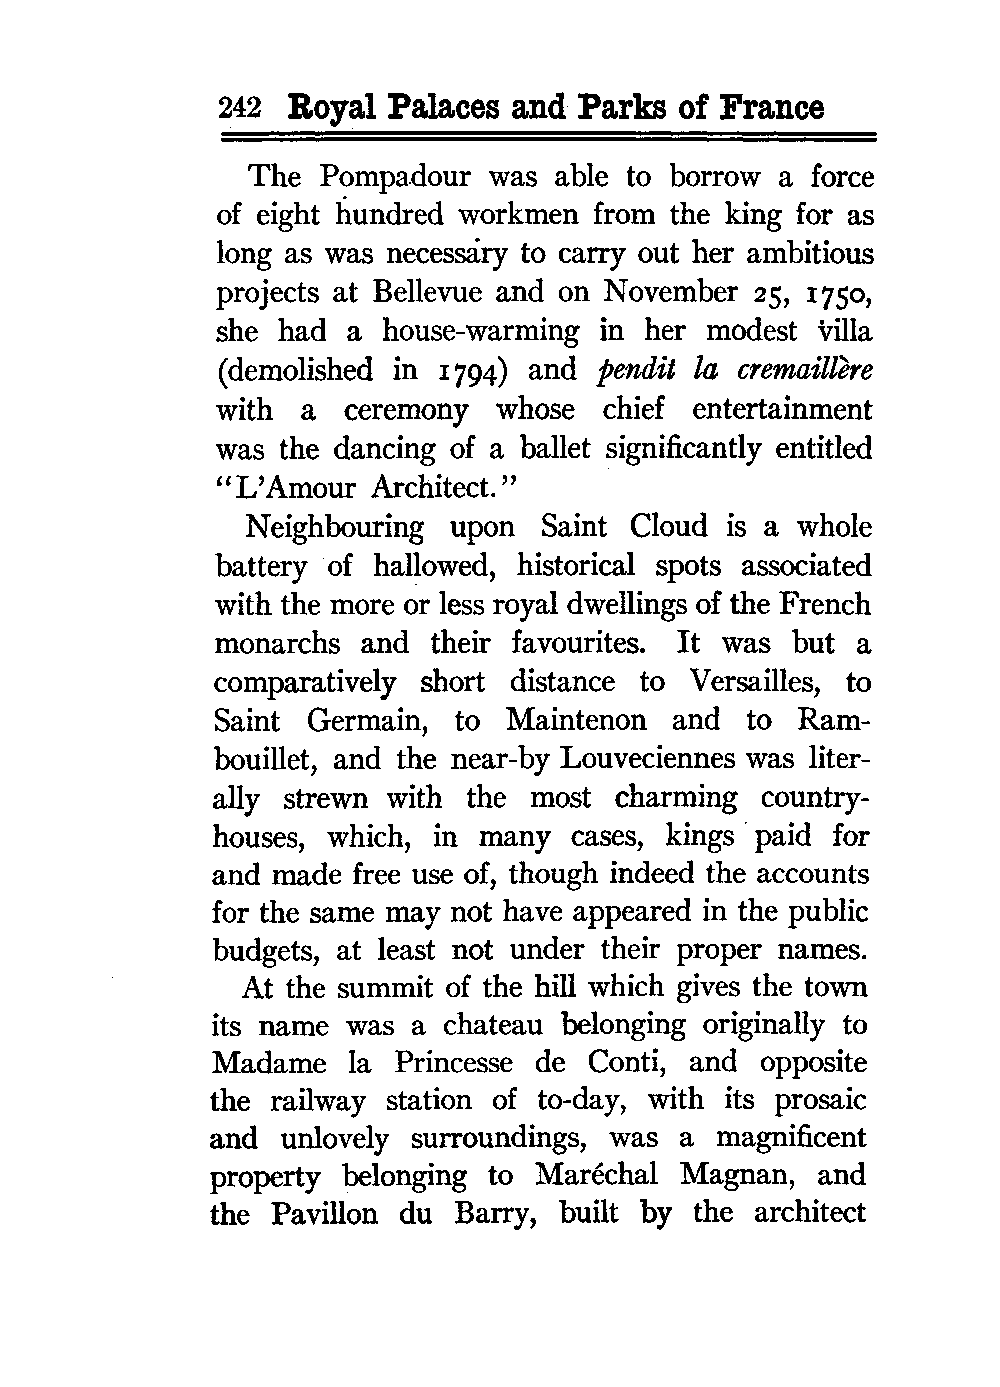 242 Royal Palaces and Parks of France
The Pompadour was able to borrow a force
of eight hundred workmen from the king for as
long as was necessary to carry out her ambitious
projects at Bellevue and on November 25, 1750,
she had a house-warming in her modest villa
(demolished in 1794) and pendit la cremaillère
with a ceremony whose chief entertainment
was the dancing of a ballet significantly entitled
“L’Amour Architect.”
Neighbouring upon Saint Cloud is a whole
battery of hallowed, historical spots associated
with the more or less royal dwellings of the French
monarchs and their favourites. It was but a
comparatively short distance to Versailles, to
Saint Germain, to Maintenon and to Ram-
bouillet, and the near-by Louveciennes was liter-
ally strewn with the most charming country-
houses, which, in many cases, kings paid for
and made free use of, though indeed the accounts
for the same may not have appeared in the public
budgets, at least not under their proper names.
At the summit of the hill which gives the town
its name was a chateau belonging originally to
Madame la Princesse de Conti, and opposite
the railway station of to-day, with its prosaic
and unlovely surroundings, was a magnificent
property belonging to Maréchal Magnan, and
the Pavillon du Barry, built by the architect